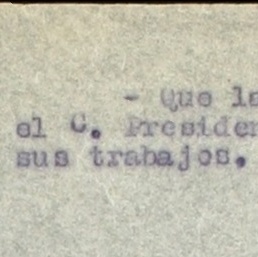 - Que la
el C. Presiden
sus trabajos.